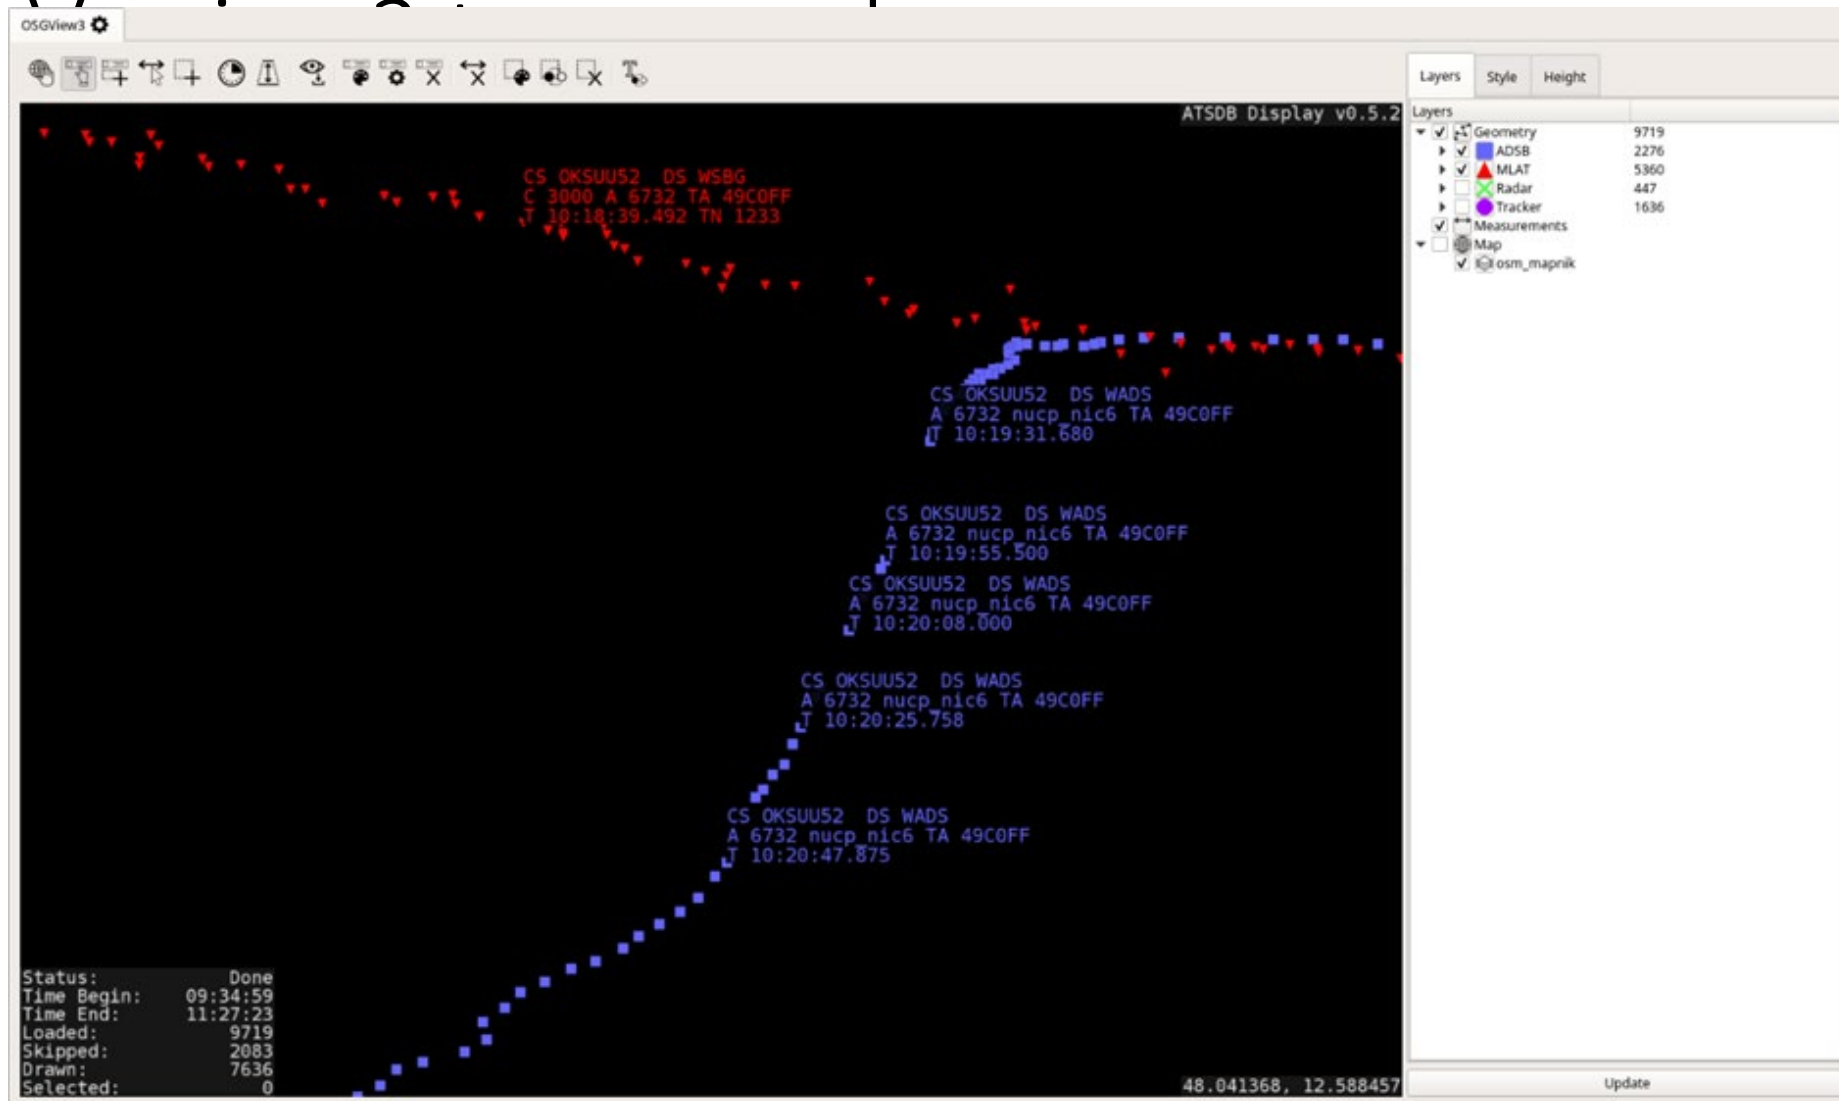 OSGView3
ATSDB Display v0.5.2
CS OKSUU52 DS WSBG
C 3000 A 6732 TA 49C0FF
T 10:18:39.492 TN 1233
CS OKSUU52 DS WADS
A 6732 nucp_nic6 TA 49C0FF
T 10:19:31.680
CS OKSUU52 DS WADS
A 6732 nucp_nic6 TA 49C0FF
T 10:19:55.500
CS OKSUU52 DS WADS
A 6732 nucp_nic6 TA 49C0FF
T 10:20:08.000
CS OKSUU52 DS WADS
A 6732 nucp_nic6 TA 49C0FF
T 10:20:25.758
CS OKSUU52 DS WADS
A 6732 nucp_nic6 TA 49C0FF
T 10:20:47.875
Status: Done
Time Begin: 09:34:59
Time End: 11:27:23
Loaded: 9719
Skipped: 2083
Drawn: 7636
Selected: 0
48.041368, 12.588457
Layers Style Height
Layers
Geometry 9719
ADSB 2276
MLAT 5360
Radar 447
Tracker 1636
Measurements
Map
osm_mapnik
Update